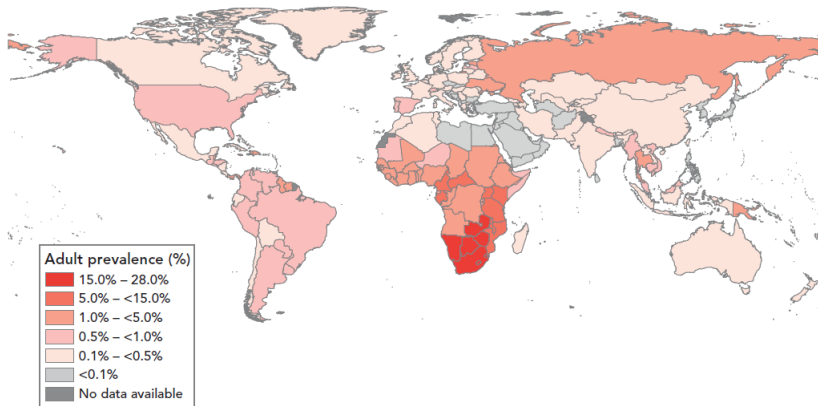 Adult prevalence (%)
15.0% – 28.0%
5.0% – <15.0%
1.0% – <5.0%
0.5% – <1.0%
0.1% – <0.5%
<0.1%
No data available